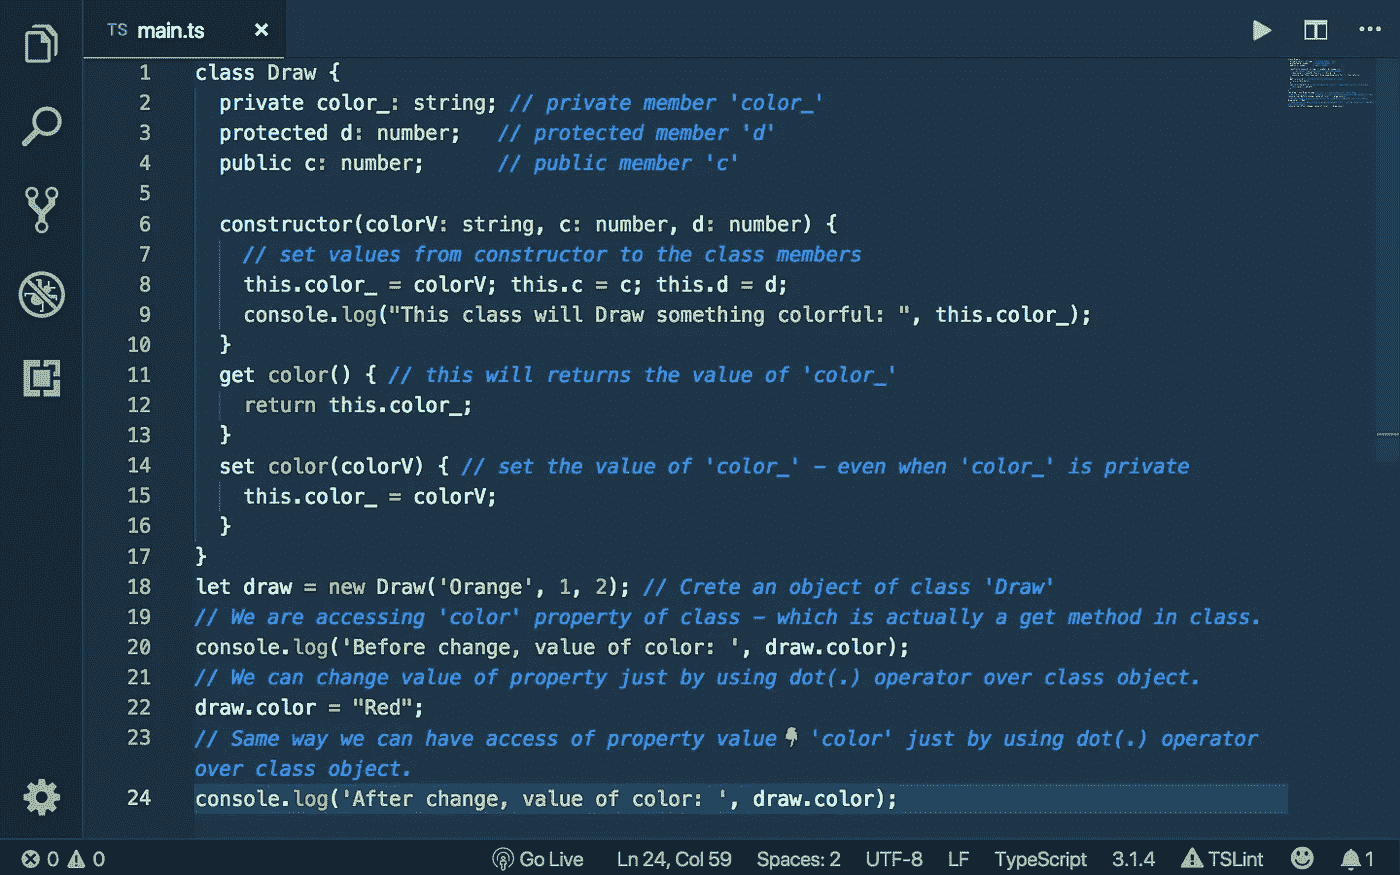 TS main.ts ×
1 class Draw {
2 private color_: string; // private member 'color_'
3 protected d: number; // protected member 'd'
4 public c: number; // public member 'c'
5
6 constructor(colorV: string, c: number, d: number) {
7 // set values from constructor to the class members
8 this.color_ = colorV; this.c = c; this.d = d;
9 console.log("This class will Draw something colorful: ", this.color_);
10 }
11 get color() { // this will returns the value of 'color_'
12 return this.color_;
13 }
14 set color(colorV) { // set the value of 'color_' – even when 'color_' is private
15 this.color_ = colorV;
16 }
17 }
18 let draw = new Draw('Orange', 1, 2); // Crete an object of class 'Draw'
19 // We are accessing 'color' property of class – which is actually a get method in class.
20 console.log('Before change, value of color: ', draw.color);
21 // We can change value of property just by using dot(.) operator over class object.
22 draw.color = "Red";
23 // Same way we can have access of property value👇 'color' just by using dot(.) operator
over class object.
24 console.log('After change, value of color: ', draw.color);
0 0 Go Live Ln 24, Col 59 Spaces: 2 UTF-8 LF TypeScript 3.1.4 TSLint 1